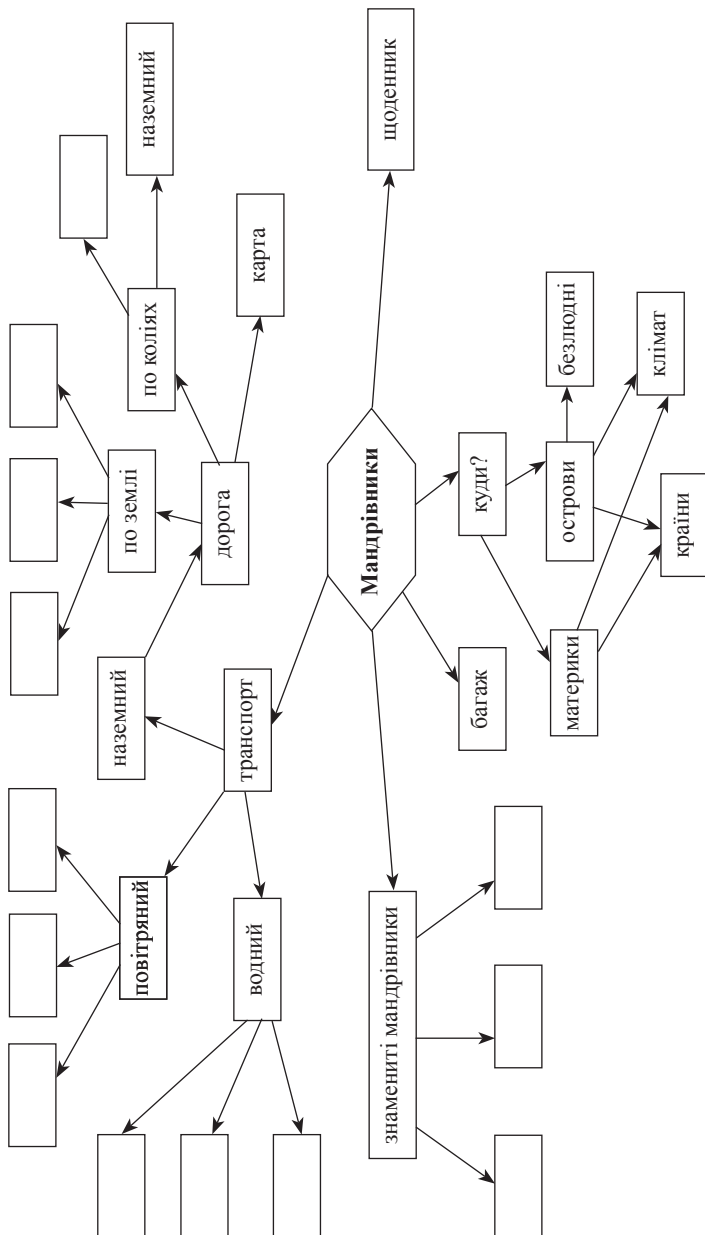 повітряний
наземний
по землі
по коліях
наземний
водний
транспорт
дорога
карта
Мандрівники
щоденник
знамениті мандрівники
багаж
куди?
острови
безлюдні
материки
країни
клімат